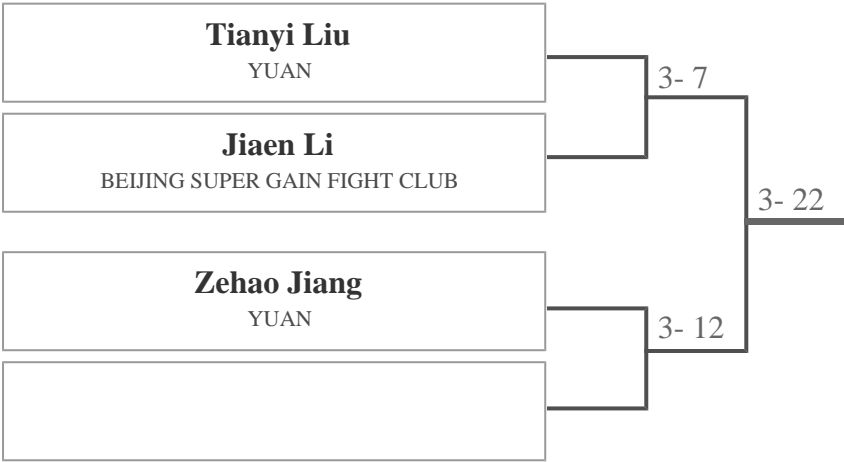 Tianyi Liu
YUAN
3- 7
Jiaen Li
BEIJING SUPER GAIN FIGHT CLUB
3- 22
Zehao Jiang
YUAN
3- 12